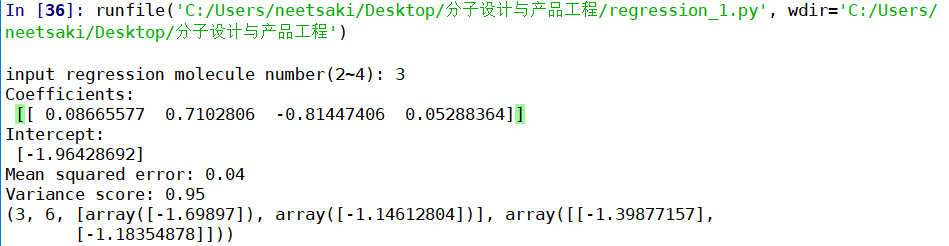 In [36]: runfile('C:/Users/neetsaki/Desktop/分子设计与产品工程/regression_1.py', wdir='C:/Users/
neetsaki/Desktop/分子设计与产品工程')
input regression molecule number(2~4): 3
Coefficients:
[[ 0.08665577  0.7102806  -0.81447406  0.05288364]]
Intercept:
[-1.96428692]
Mean squared error: 0.04
Variance score: 0.95
(3, 6, [array([-1.69897]), array([-1.14612804])], array([[-1.39877157],
[-1.18354878]]))